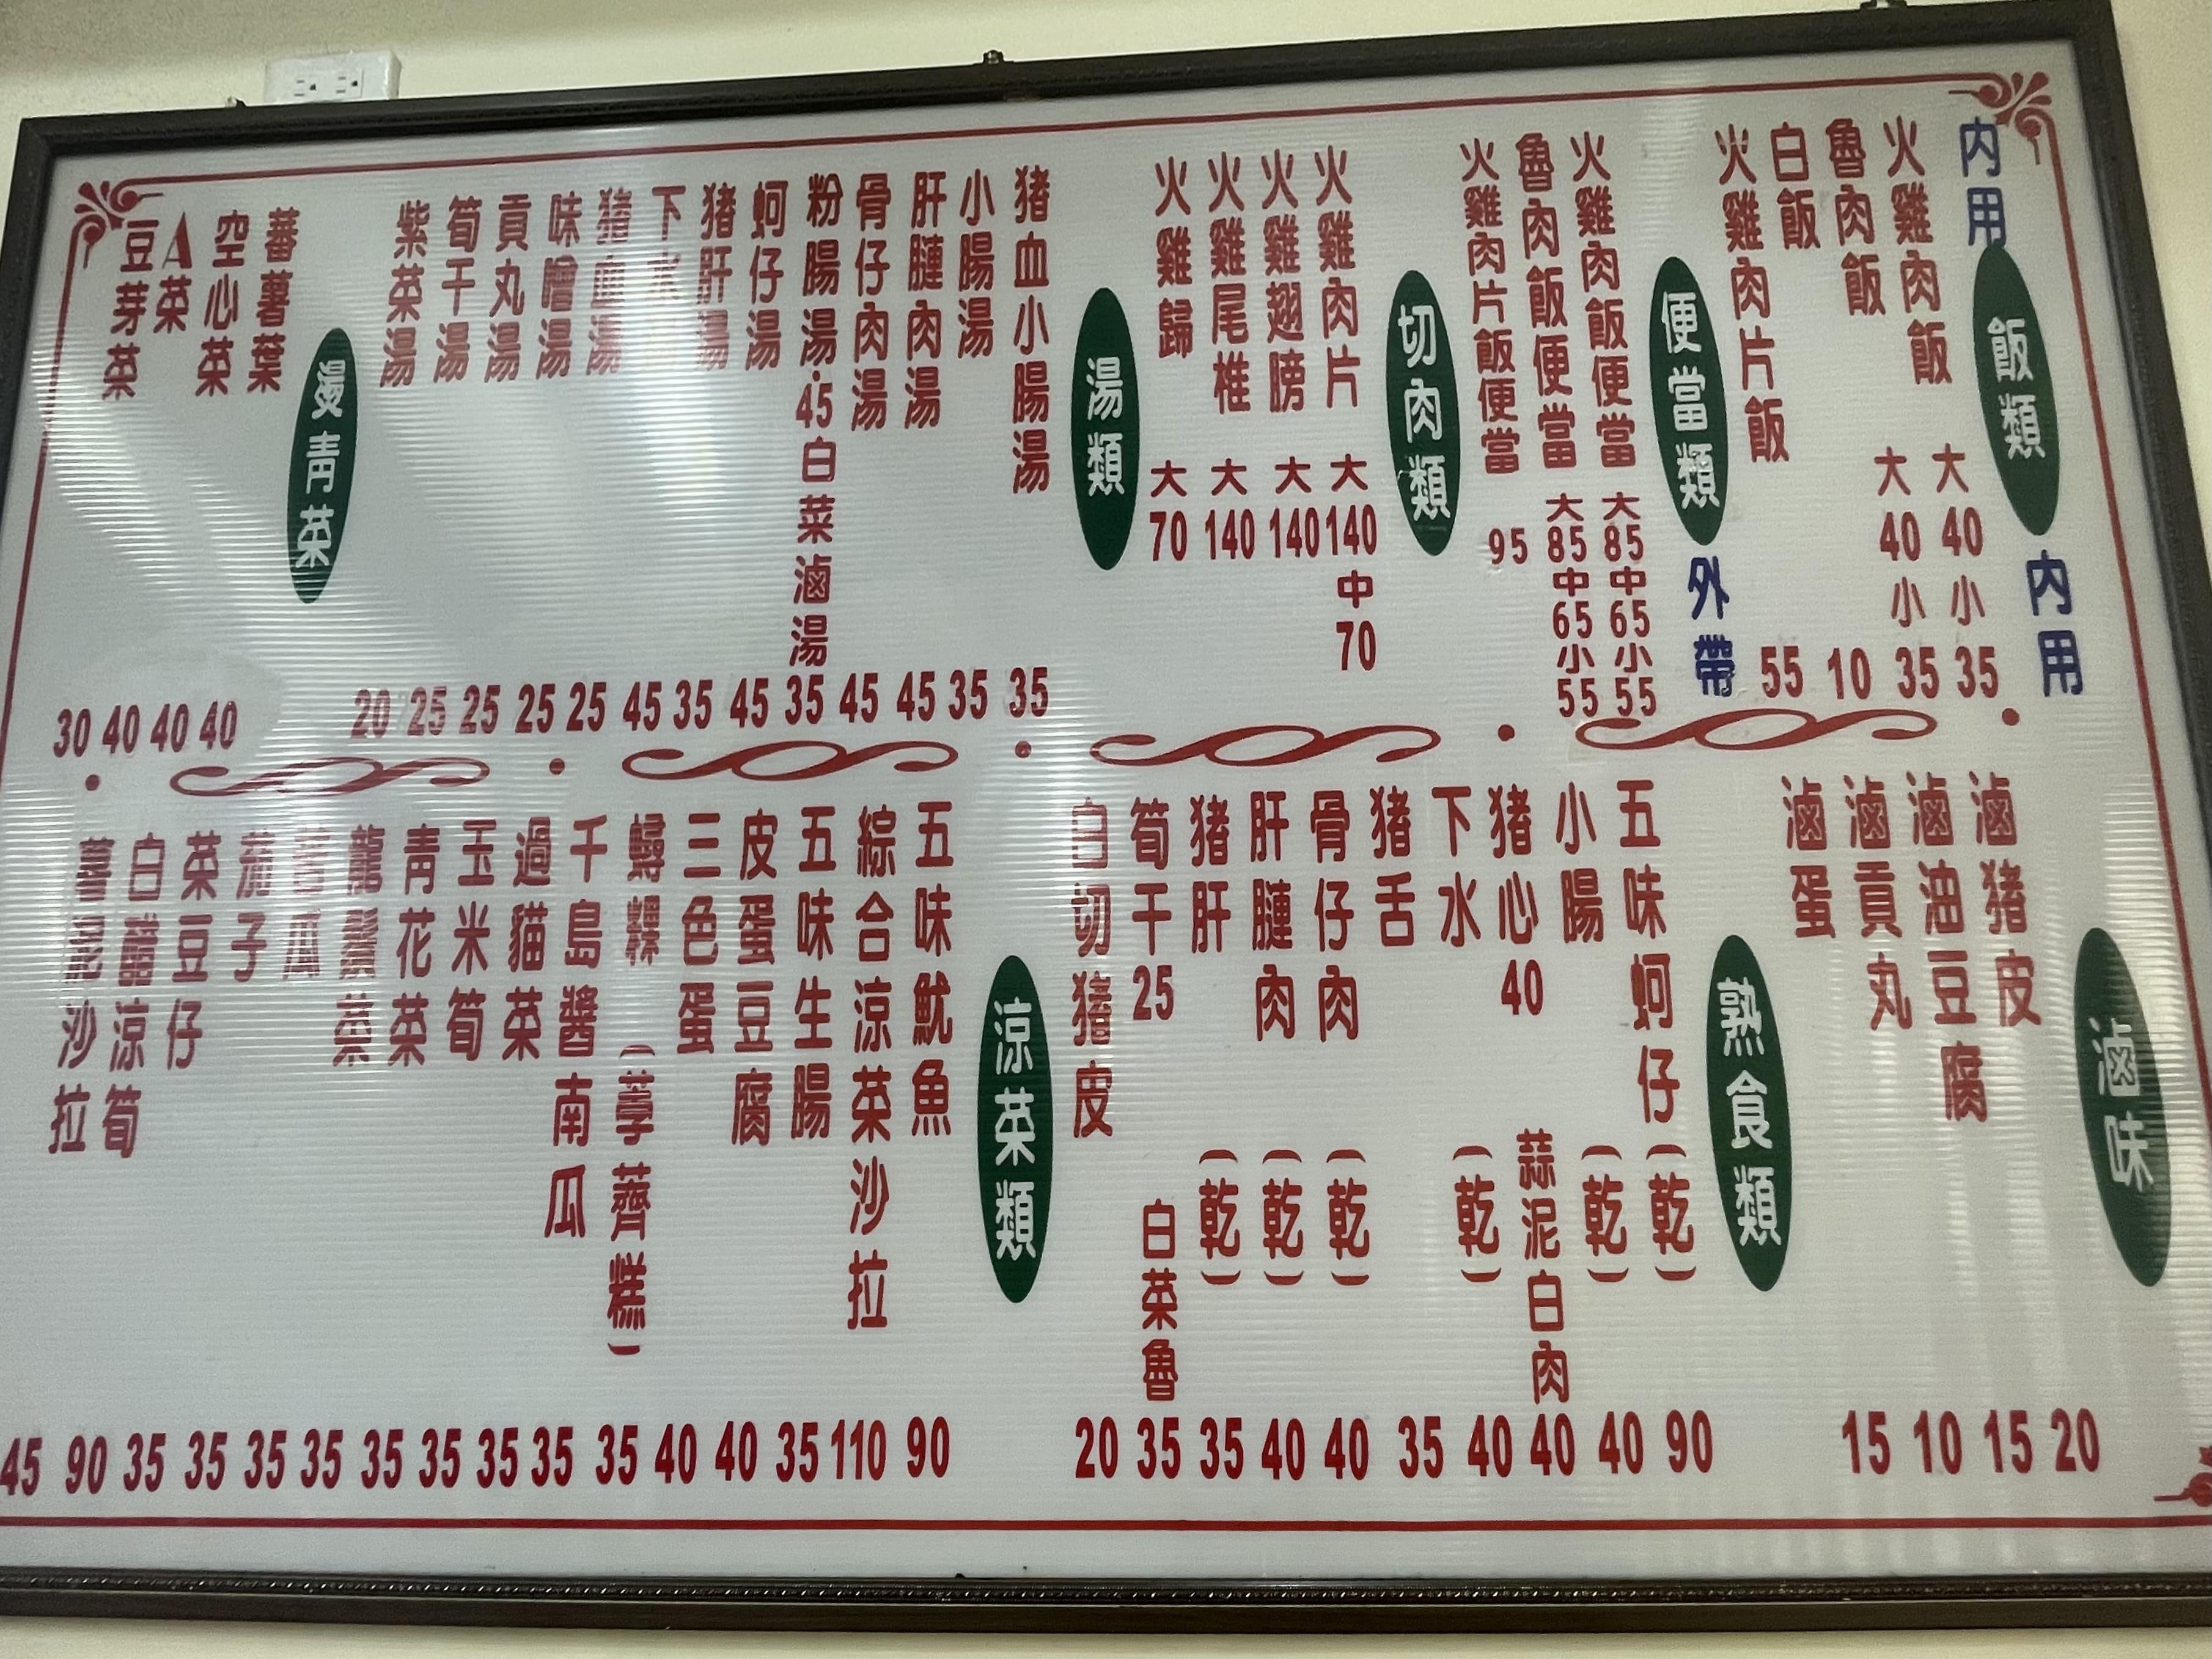 內用
飯類
內用
火雞肉飯 大40小35
魯肉飯 大40小35
白飯 10
火雞肉片飯 55
便當類
外帶
火雞肉飯便當 大85中65小55
魯肉飯便當 大85中65小55
火雞肉片飯便當 95
切肉類
火雞肉片 大140中70
火雞翅膀 大140
火雞尾椎 大140
火雞歸 大70
湯類
豬血小腸湯 35
小腸湯 35
肝腱肉湯 45
骨仔肉湯 45
粉腸湯.45白菜滷湯 35
蚵仔湯 45
豬肝湯 35
下水湯 45
豬血湯 25
味噌湯 25
貢丸湯 25
筍干湯 25
紫菜湯 20
燙青菜
蕃薯葉 40
空心菜 40
A菜 40
豆芽菜 30
滷味
滷豬皮 20
滷油豆腐 15
滷貢丸 10
滷蛋 15
熟食類
五味蚵仔(乾) 90
小腸(乾) 40
豬心40 蒜泥白肉 40
下水(乾) 40
豬舌 35
骨仔肉(乾) 40
肝腱肉(乾) 40
豬肝(乾) 35
筍干25 白菜魯 35
白切豬皮 20
涼菜類
五味魷魚 90
綜合涼菜沙拉 110
五味生腸 35
皮蛋豆腐 40
三色蛋 40
蟳粿(荸薺糕) 35
千島醬南瓜 35
過貓菜 35
玉米筍 35
青花菜 35
龍鬚菜 35
苦瓜 35
茄子 35
菜豆仔 35
白醋涼筍 90
沙拉 45